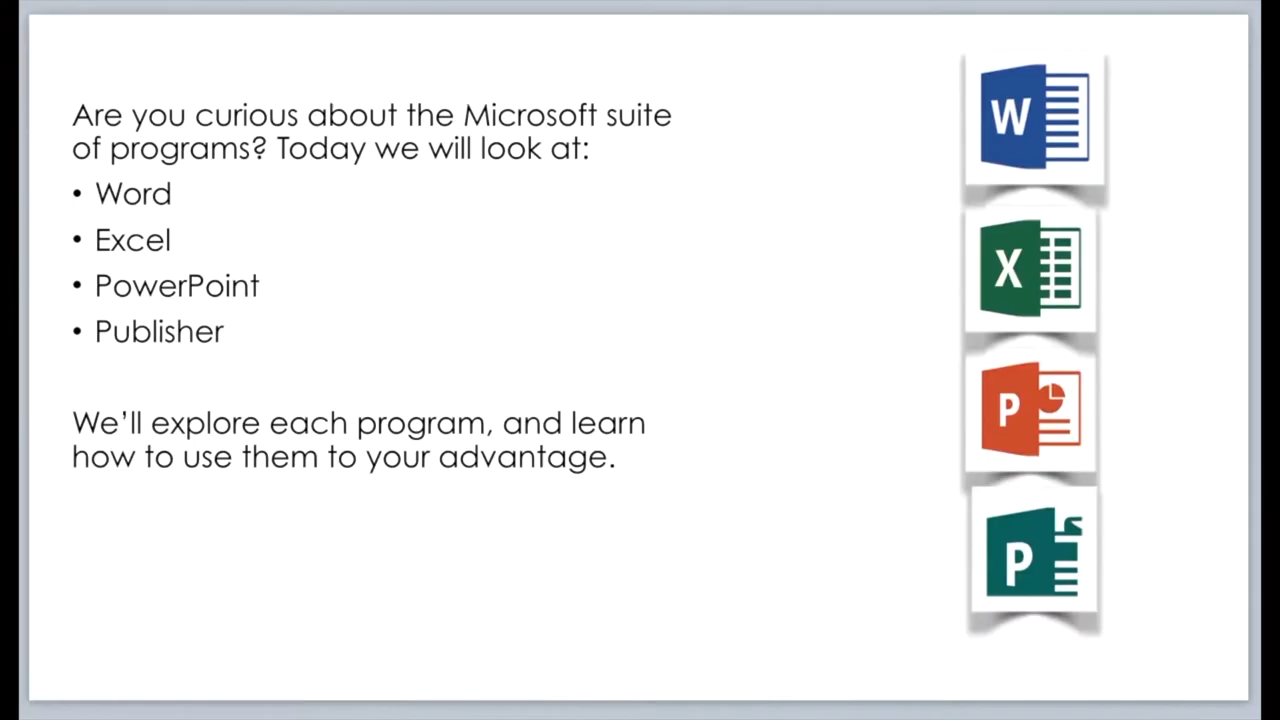 Are you curious about the Microsoft suite
of programs? Today we will look at:
• Word
• Excel
• PowerPoint
• Publisher
We’ll explore each program, and learn
how to use them to your advantage.
W
X
P
P